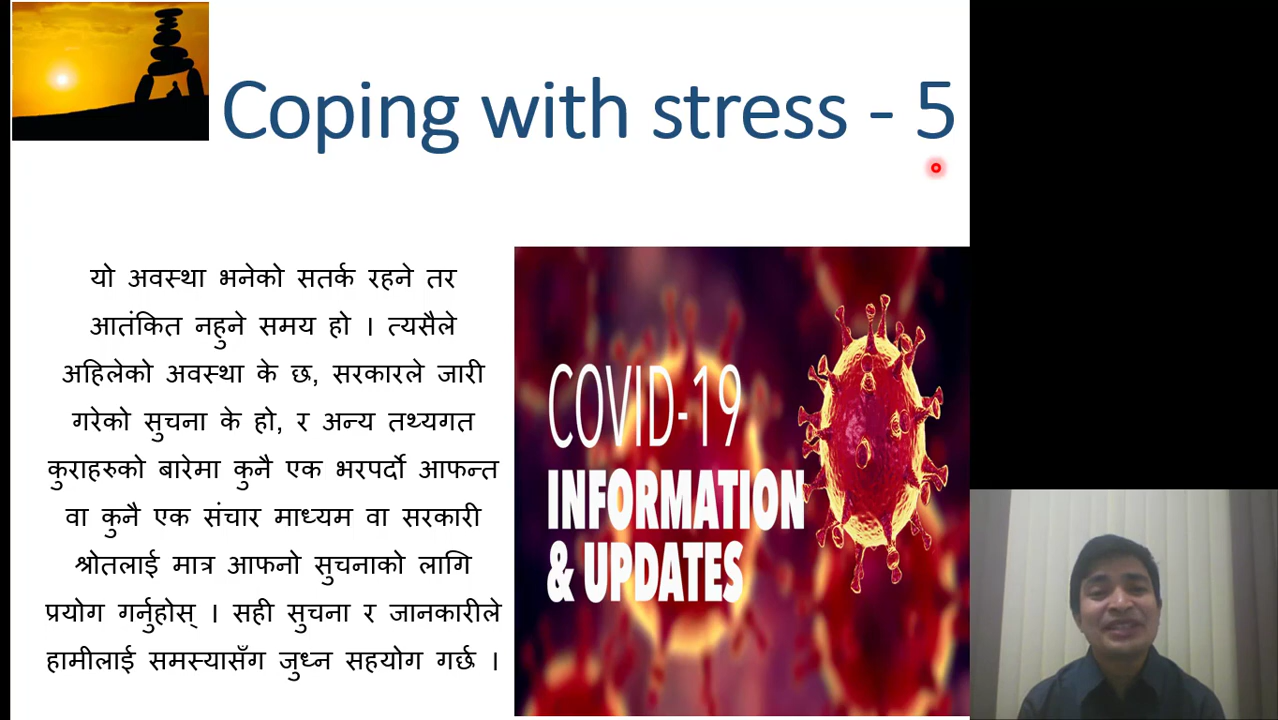 Coping with stress - 5
यो अवस्था भनेको सतर्क रहने तर
आतंकित नहुने समय हो । त्यसैले
अहिलेको अवस्था के छ, सरकारले जारी
गरेको सुचना के हो, र अन्य तथ्यगत
कुराहरुको बारेमा कुनै एक भरपर्दो आफन्त
वा कुनै एक संचार माध्यम वा सरकारी
श्रोतलाई मात्र आफनो सुचनाको लागि
प्रयोग गर्नुहोस् । सही सुचना र जानकारीले
हामीलाई समस्यासँग जुध्न सहयोग गर्छ ।
COVID-19
INFORMATION
& UPDATES